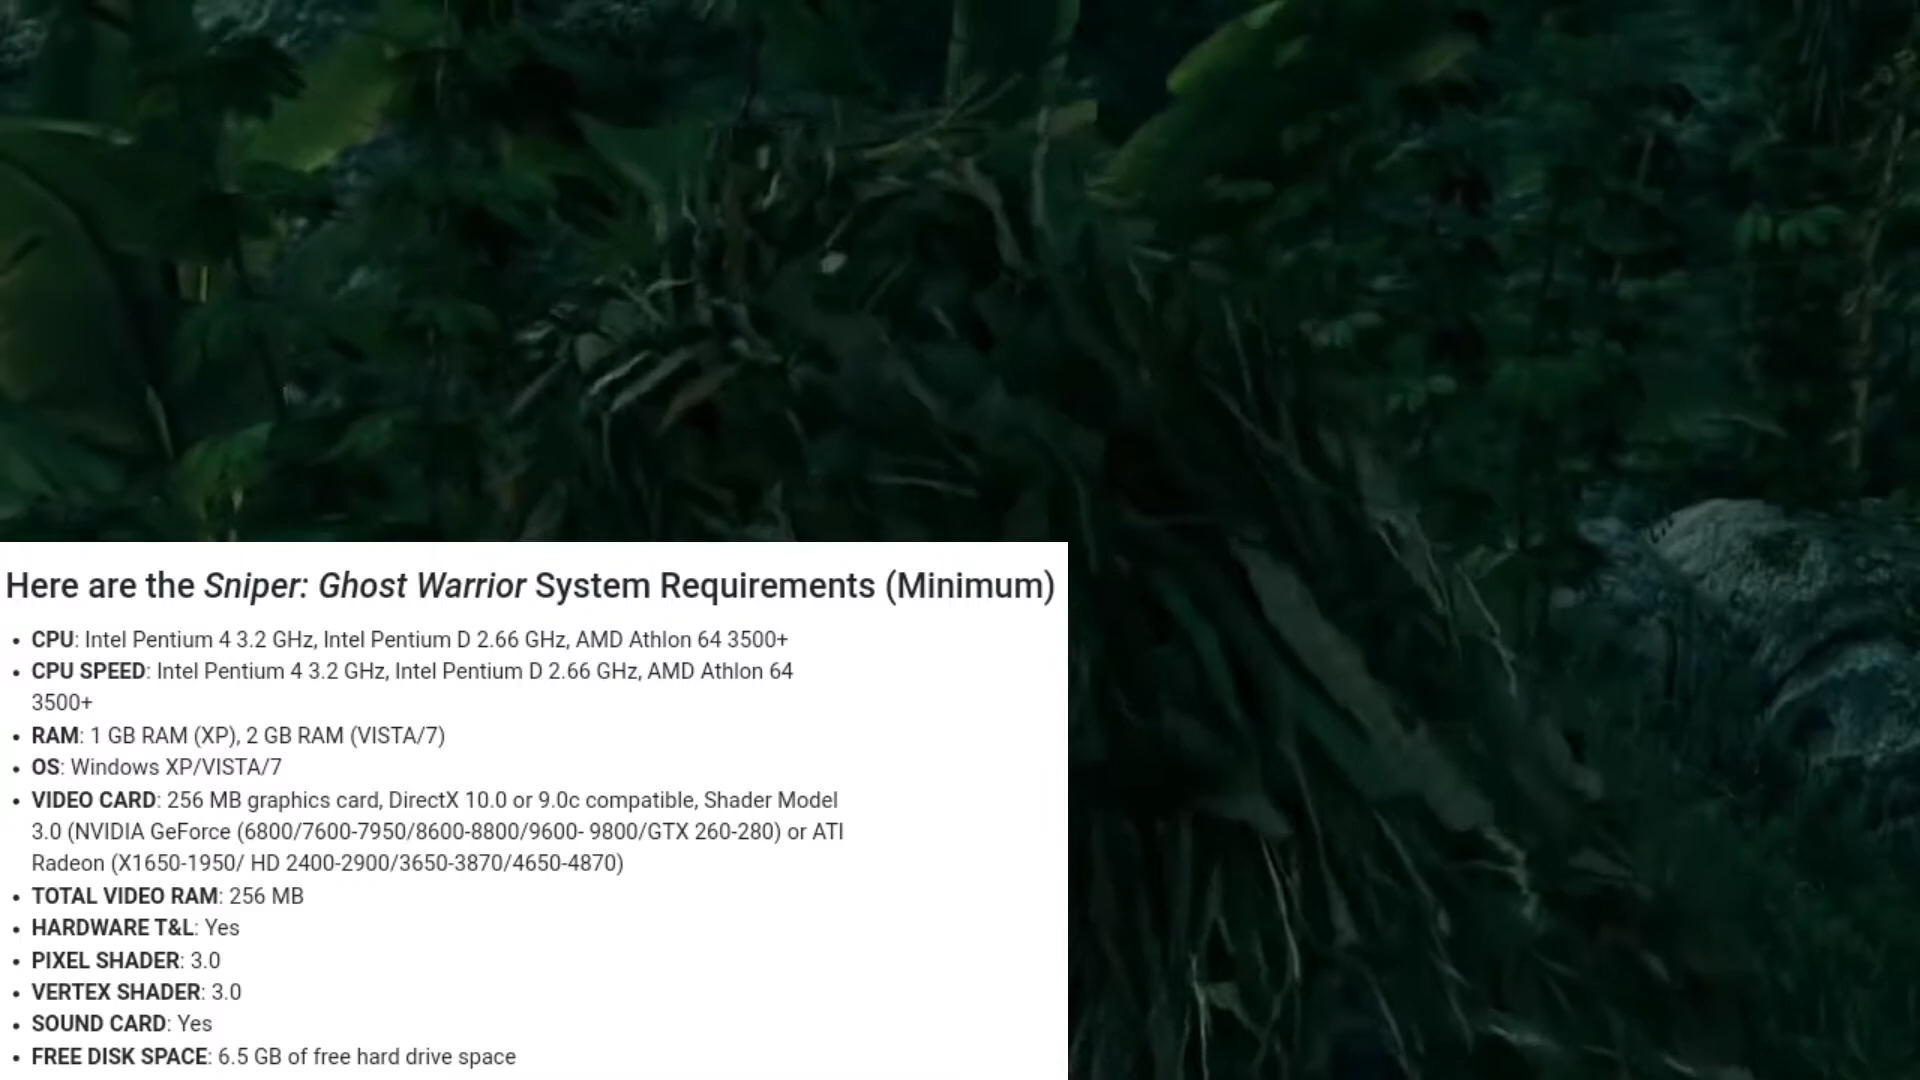 Here are the Sniper: Ghost Warrior System Requirements (Minimum)
• CPU: Intel Pentium 4 3.2 GHz, Intel Pentium D 2.66 GHz, AMD Athlon 64 3500+
• CPU SPEED: Intel Pentium 4 3.2 GHz, Intel Pentium D 2.66 GHz, AMD Athlon 64
3500+
• RAM: 1 GB RAM (XP), 2 GB RAM (VISTA/7)
• OS: Windows XP/VISTA/7
• VIDEO CARD: 256 MB graphics card, DirectX 10.0 or 9.0c compatible, Shader Model
3.0 (NVIDIA GeForce (6800/7600-7950/8600-8800/9600- 9800/GTX 260-280) or ATI
Radeon (X1650-1950/ HD 2400-2900/3650-3870/4650-4870)
• TOTAL VIDEO RAM: 256 MB
• HARDWARE T&L: Yes
• PIXEL SHADER: 3.0
• VERTEX SHADER: 3.0
• SOUND CARD: Yes
• FREE DISK SPACE: 6.5 GB of free hard drive space